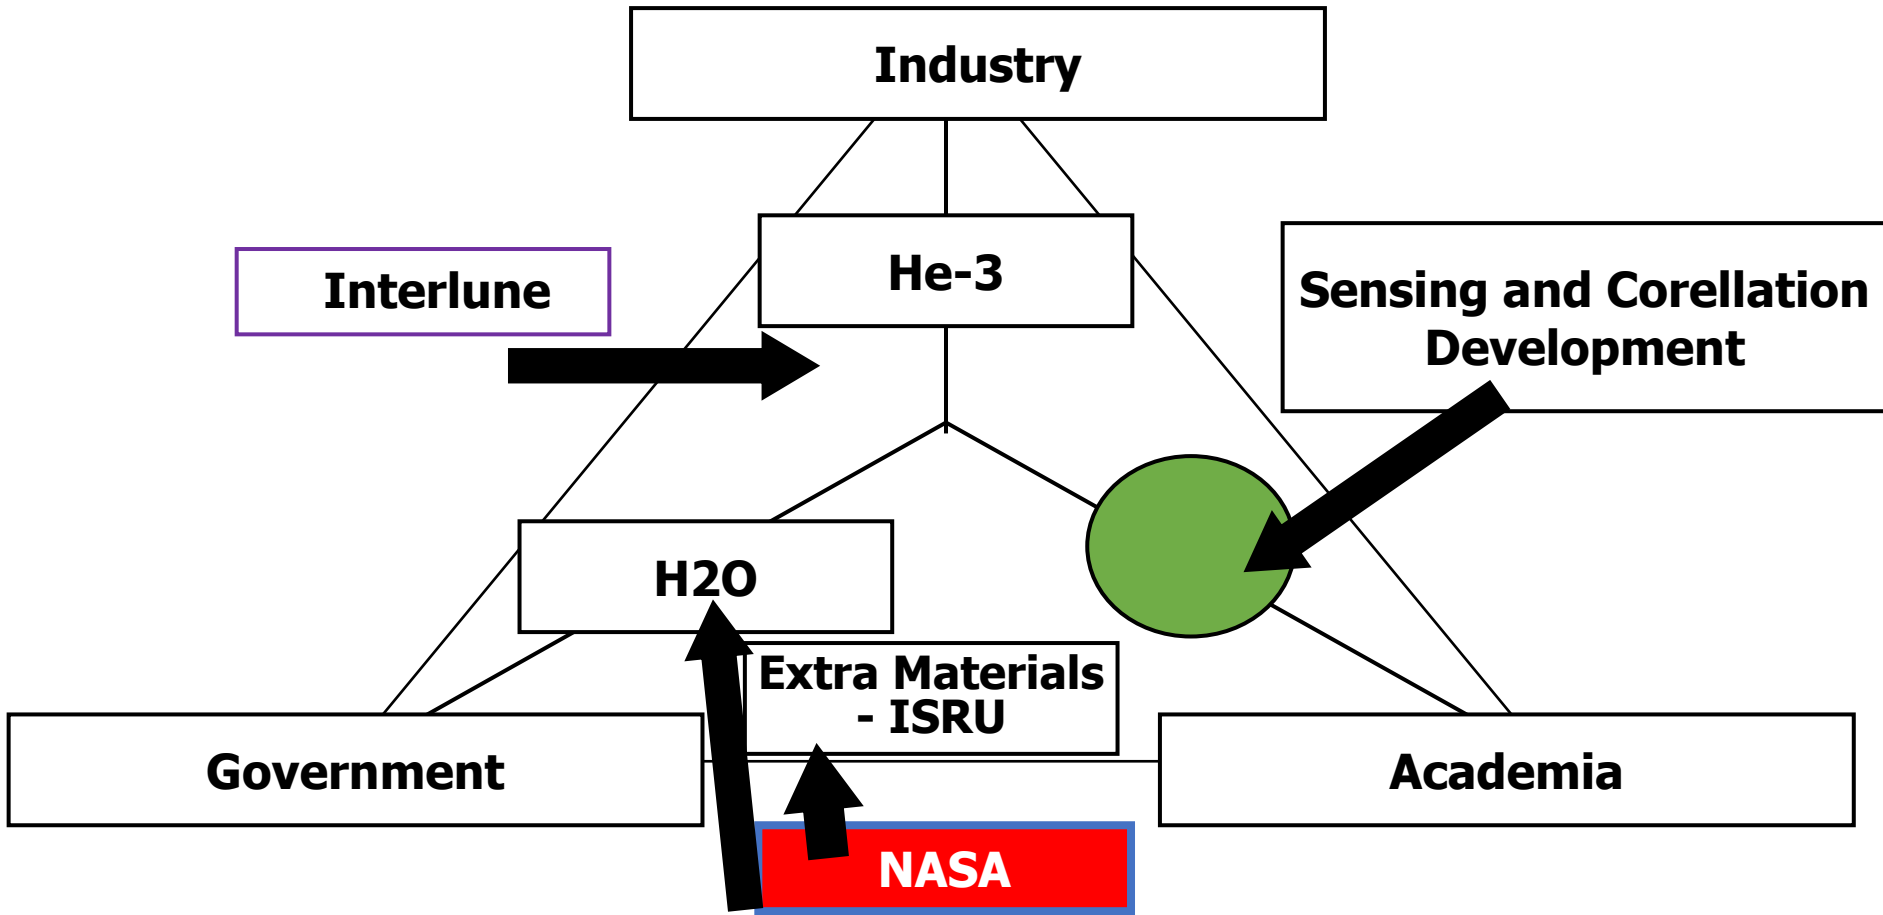 Industry
He-3
Interlune
Sensing and Corellation
Development
H2O
Extra Materials
- ISRU
Government
Academia
NASA